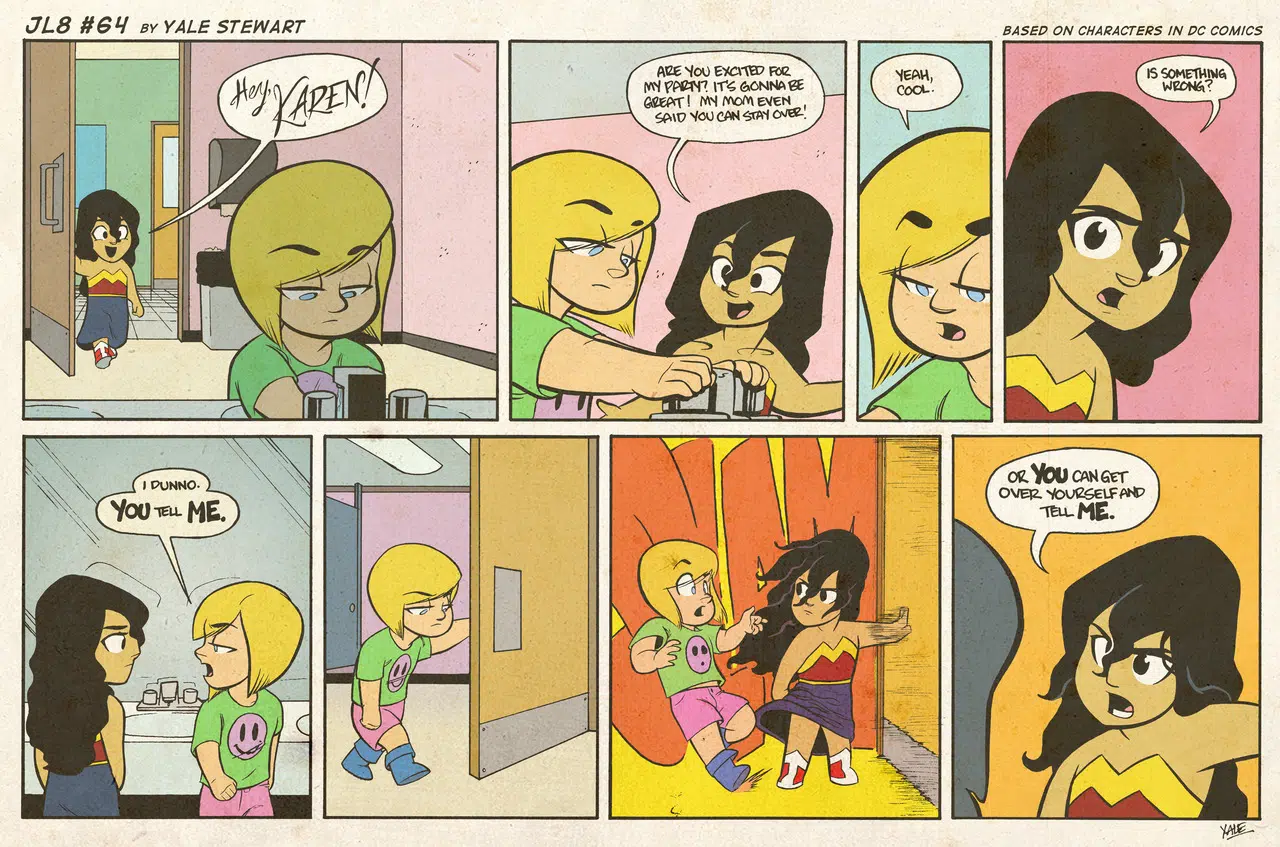 JL8 #64 BY YALE STEWART
BASED ON CHARACTERS IN DC COMICS
Hey,
KAREN!
ARE YOU EXCITED FOR
MY PARTY? IT'S GONNA BE
GREAT! MY MOM EVEN
SAID YOU CAN STAY OVER!
YEAH,
COOL.
IS SOMETHING
WRONG?
I DUNNO.
YOU TELL ME.
OR YOU CAN GET
OVER YOURSELF AND
TELL ME.
YALE